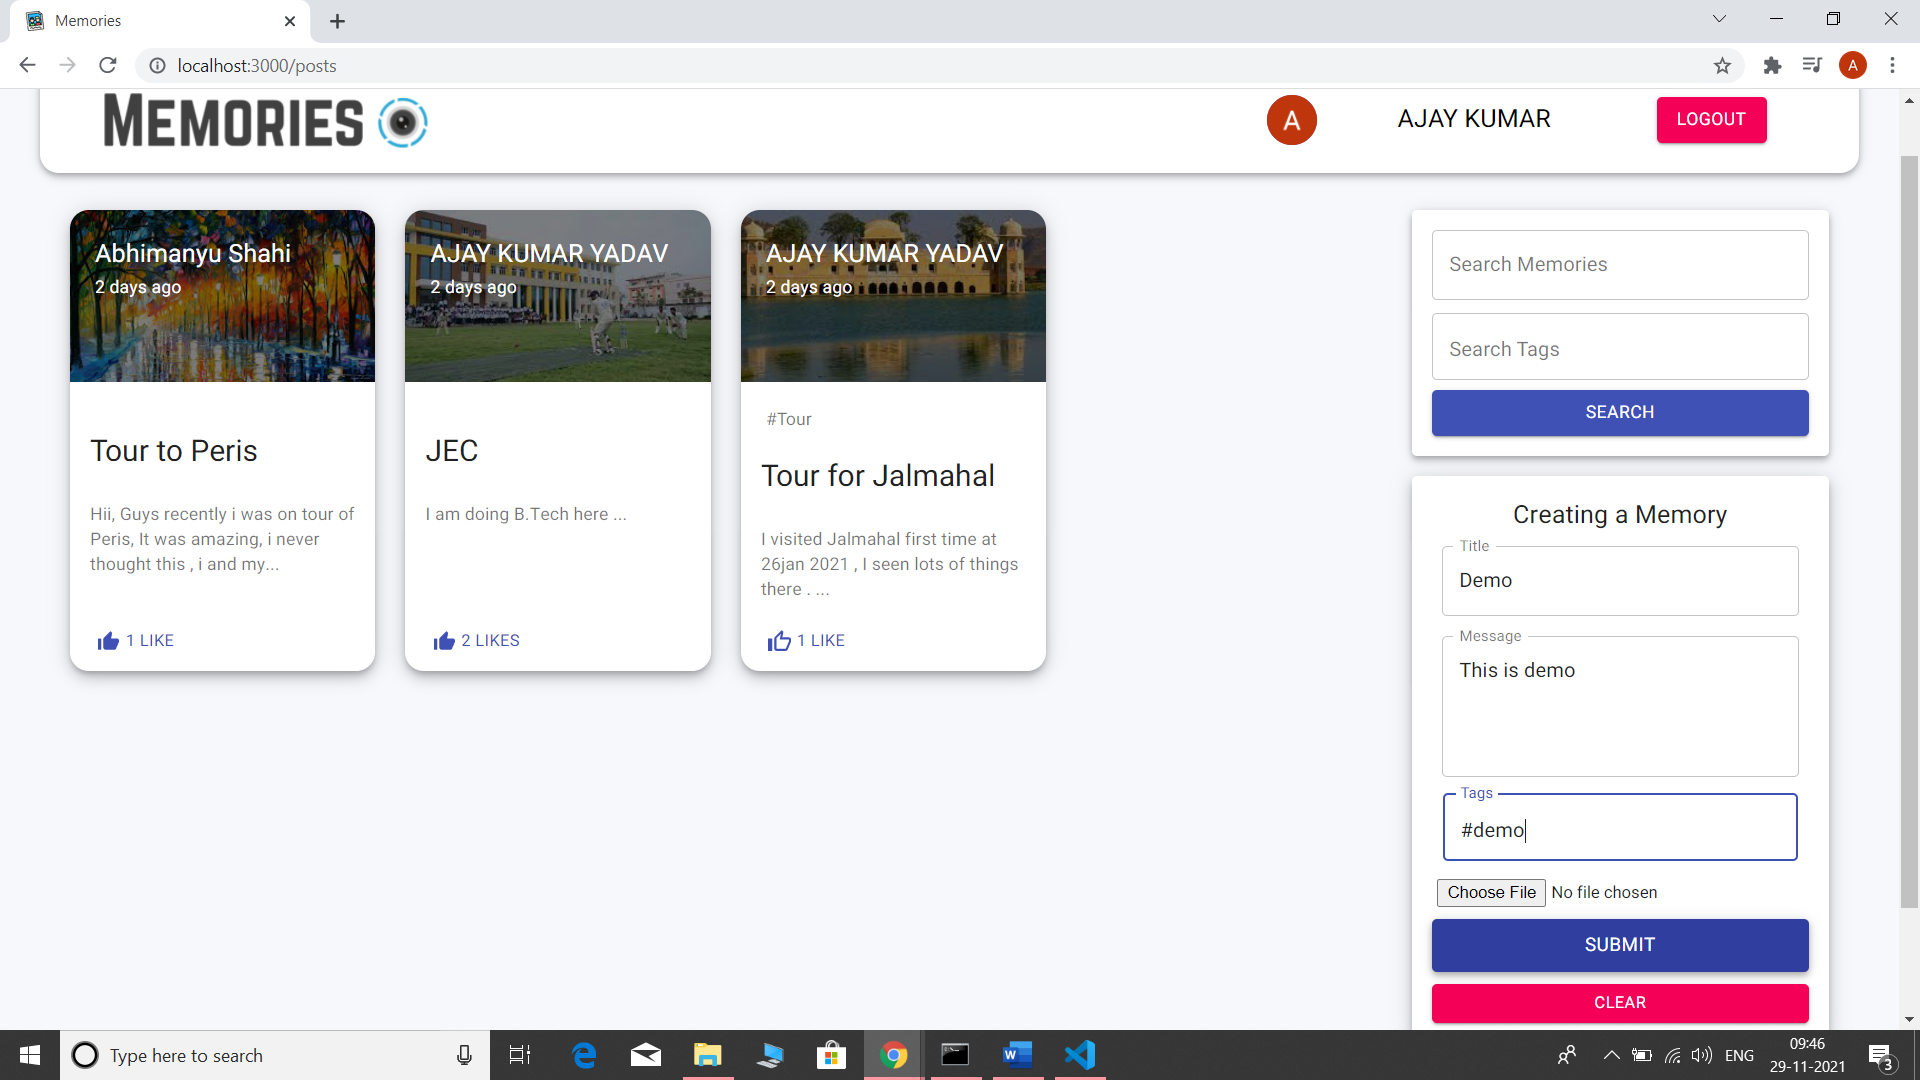 Memories
localhost:3000/posts
MEMORIES
A
AJAY KUMAR
LOGOUT
A
Abhimanyu Shahi
2 days ago
Tour to Peris
Hii, Guys recently i was on tour of
Peris, It was amazing, i never
thought this , i and my...
1 LIKE
AJAY KUMAR YADAV
2 days ago
JEC
I am doing B.Tech here ...
2 LIKES
AJAY KUMAR YADAV
2 days ago
#Tour
Tour for Jalmahal
I visited Jalmahal first time at
26jan 2021 , I seen lots of things
there . ...
1 LIKE
Search Memories
Search Tags
SEARCH
Creating a Memory
Title
Demo
Message
This is demo
Tags
#demo
Choose File No file chosen
SUBMIT
CLEAR
Type here to search
ENG
09:46
29-11-2021
3